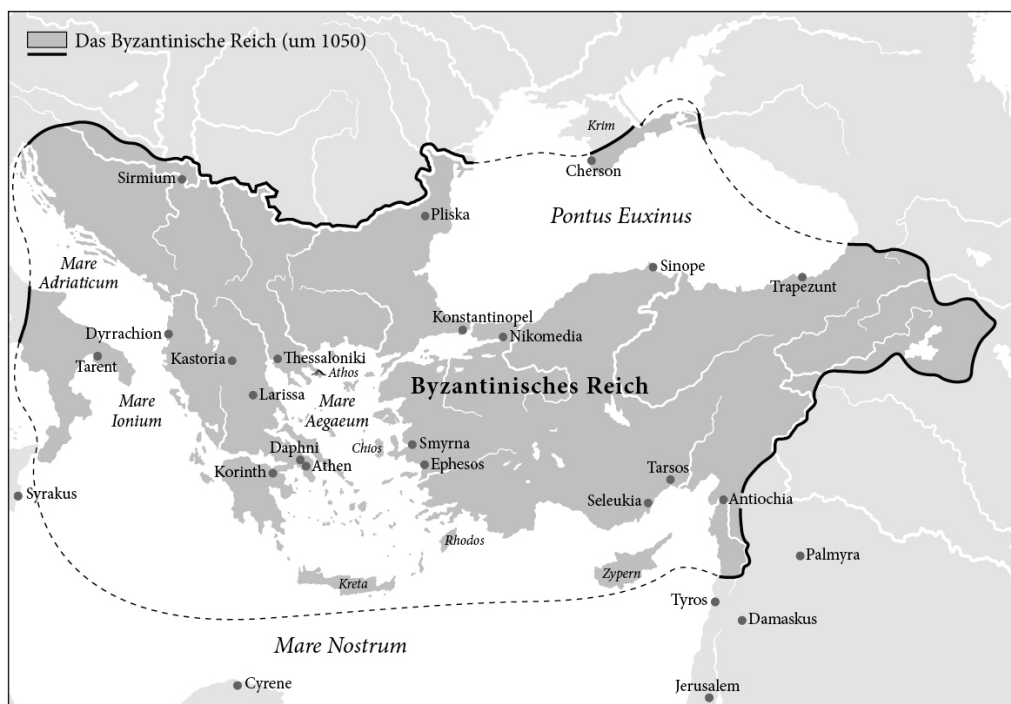 Das Byzantinische Reich (um 1050)
Krim
Cherson
Sirmium
Pliska
Pontus Euxinus
Mare
Adriaticum
Sinope
Trapezunt
Konstantinopel
Nikomedia
Dyrrachion
Tarent
Kastoria
Thessaloniki
Athos
Byzantinisches Reich
Larissa
Mare
Ionium
Mare
Aegaeum
Chios
Smyrna
Daphni
Athen
Ephesos
Korinth
Tarsos
Seleukia
Antiochia
Syrakus
Rhodos
Palmyra
Kreta
Zypern
Tyros
Damaskus
Mare Nostrum
Cyrene
Jerusalem